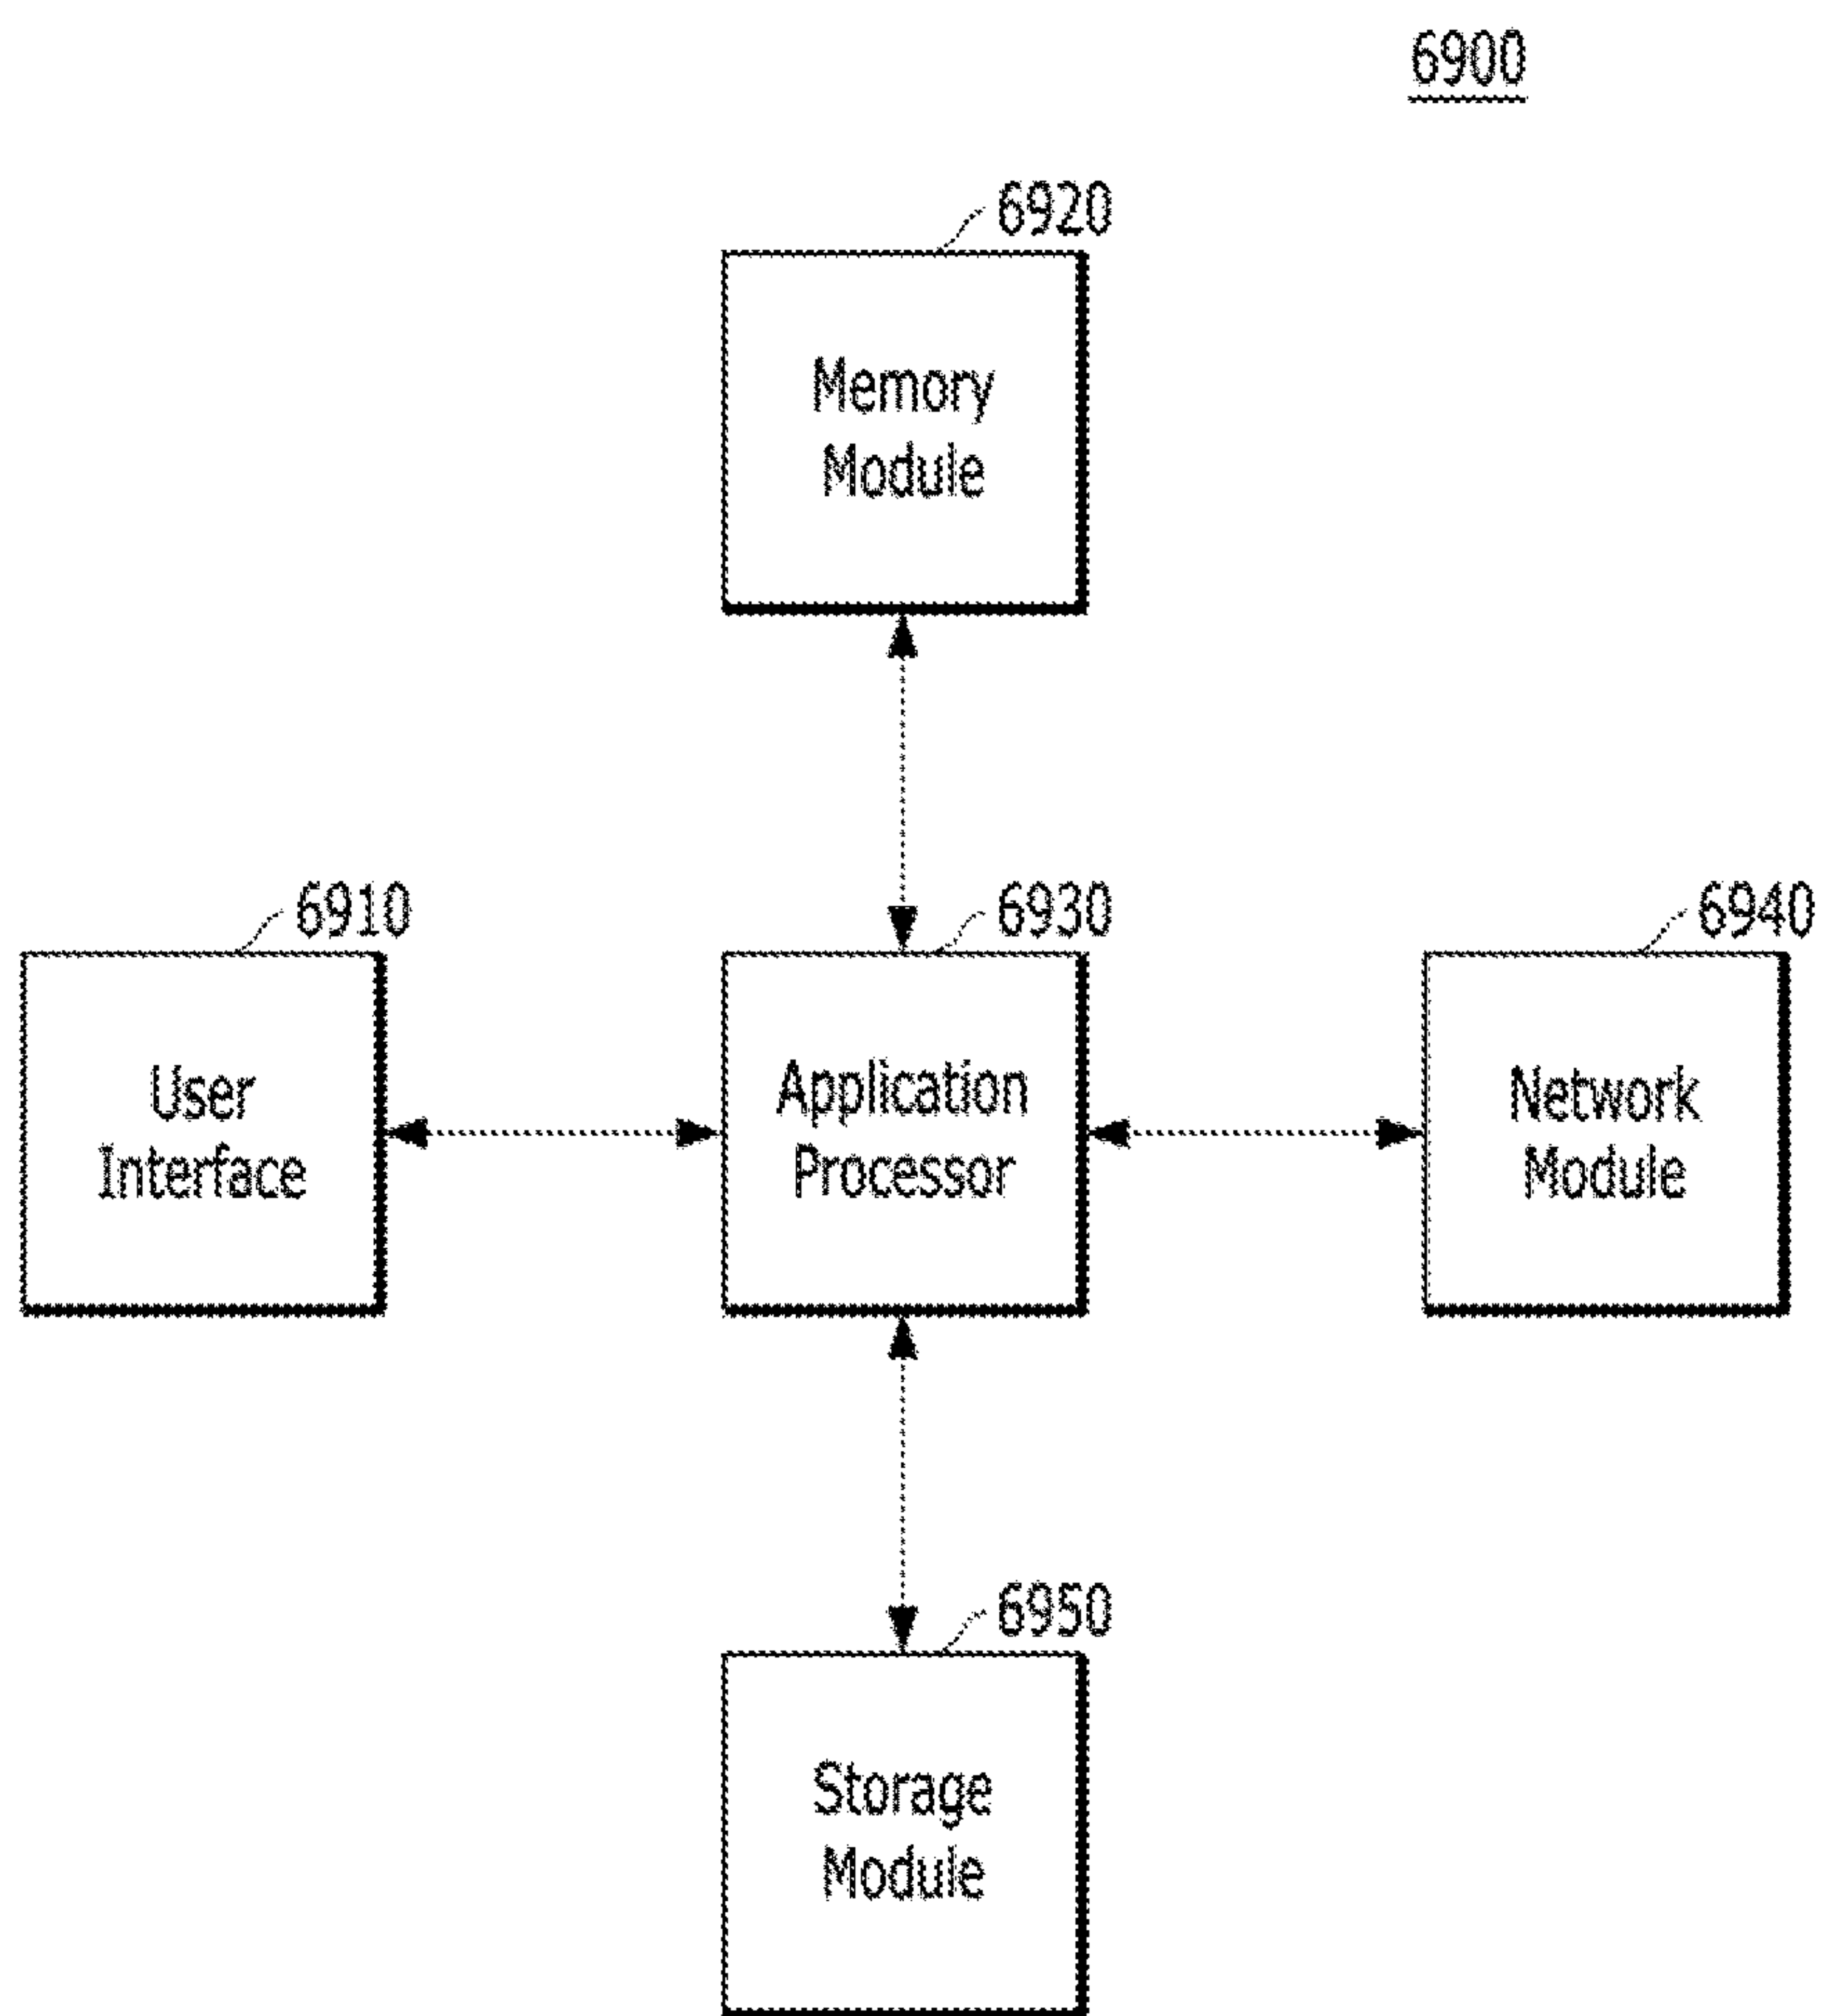 6900
6920
Memory
Module
6910
User
Interface
6930
Application
Processor
6940
Network
Module
6950
Storage
Module